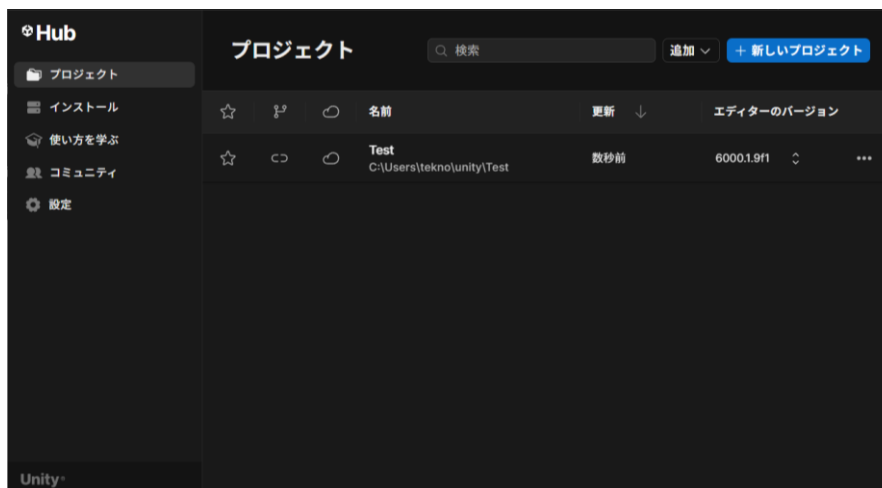 Hub
プロジェクト
インストール
使い方を学ぶ
コミュニティ
設定
Unity
プロジェクト
検索
追加
+ 新しいプロジェクト
名前 更新 ↓ エディターのバージョン
Test
C:\Users\tekno\unity\Test
数秒前
6000.1.9f1